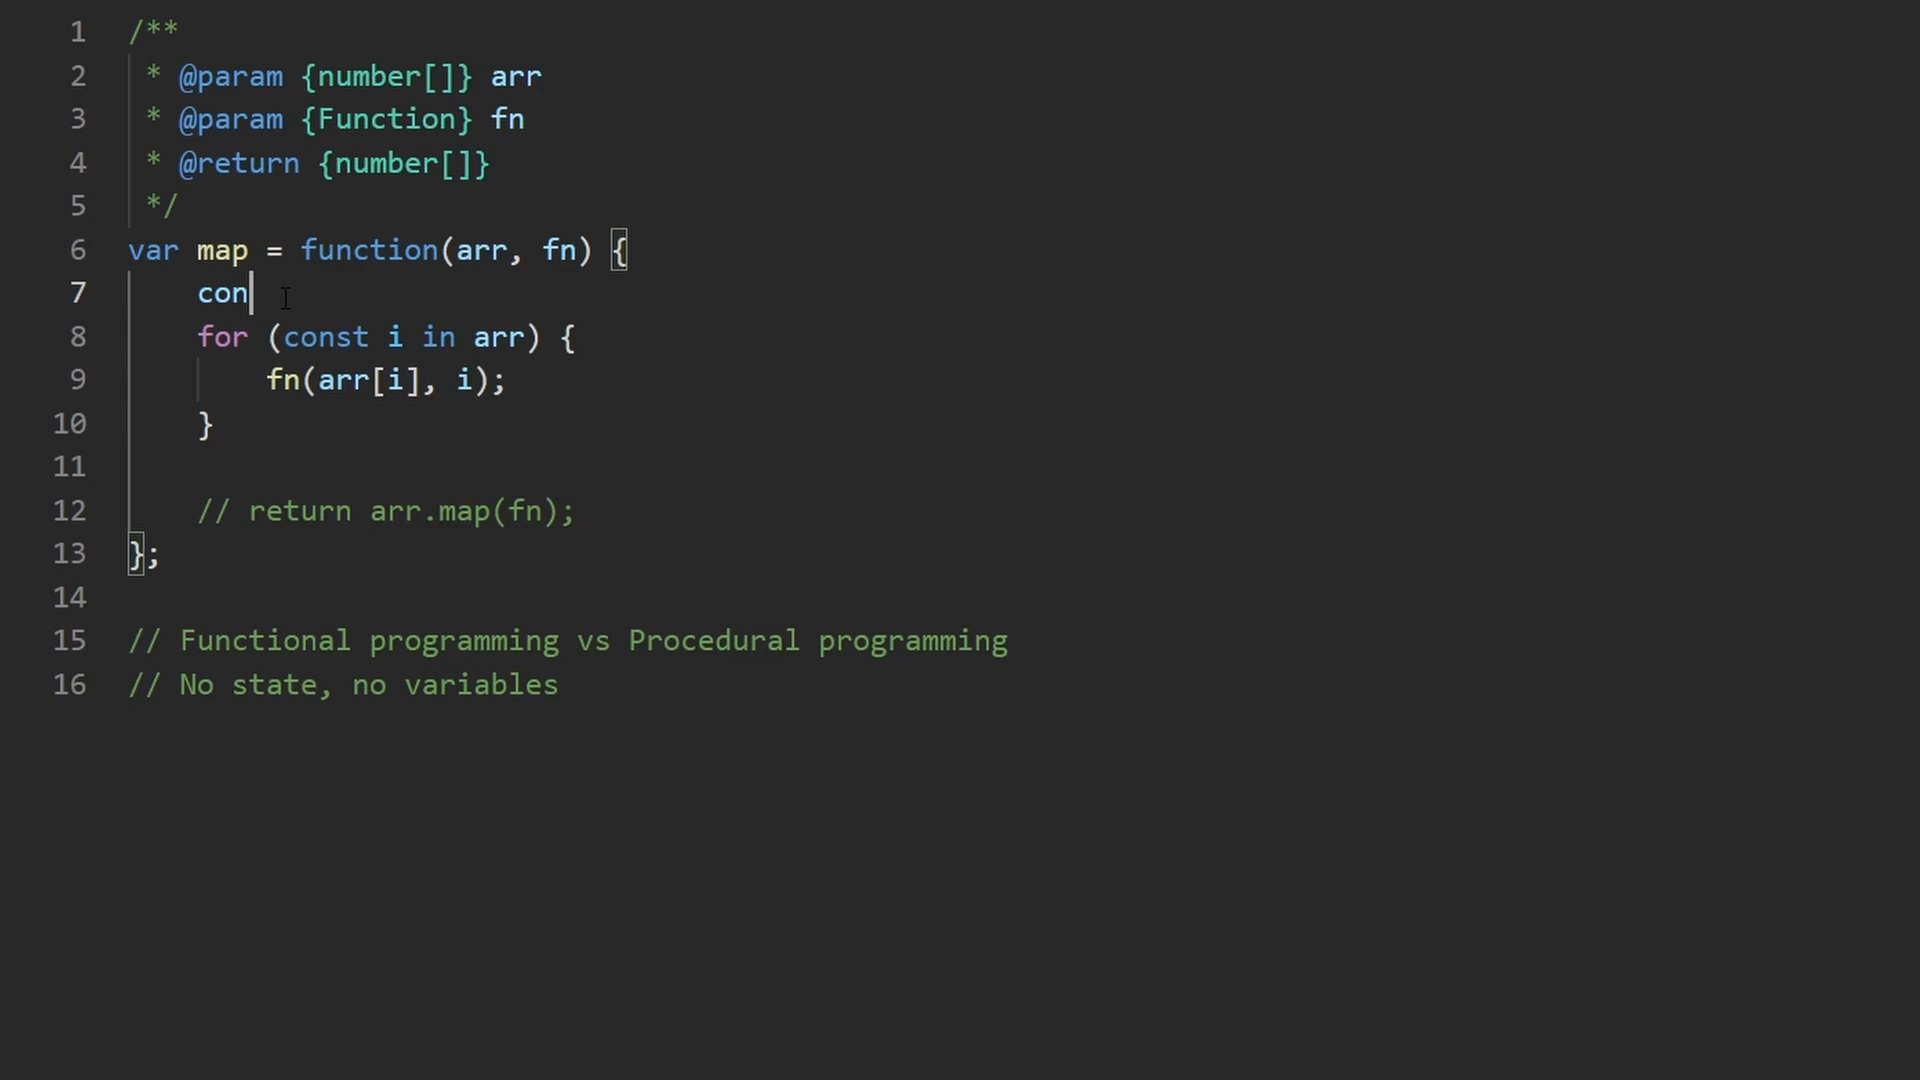 1 /**
2  * @param {number[]} arr
3  * @param {Function} fn
4  * @return {number[]}
5  */
6 var map = function(arr, fn) {
7     con
8     for (const i in arr) {
9         fn(arr[i], i);
10     }
11
12     // return arr.map(fn);
13 };
14
15 // Functional programming vs Procedural programming
16 // No state, no variables